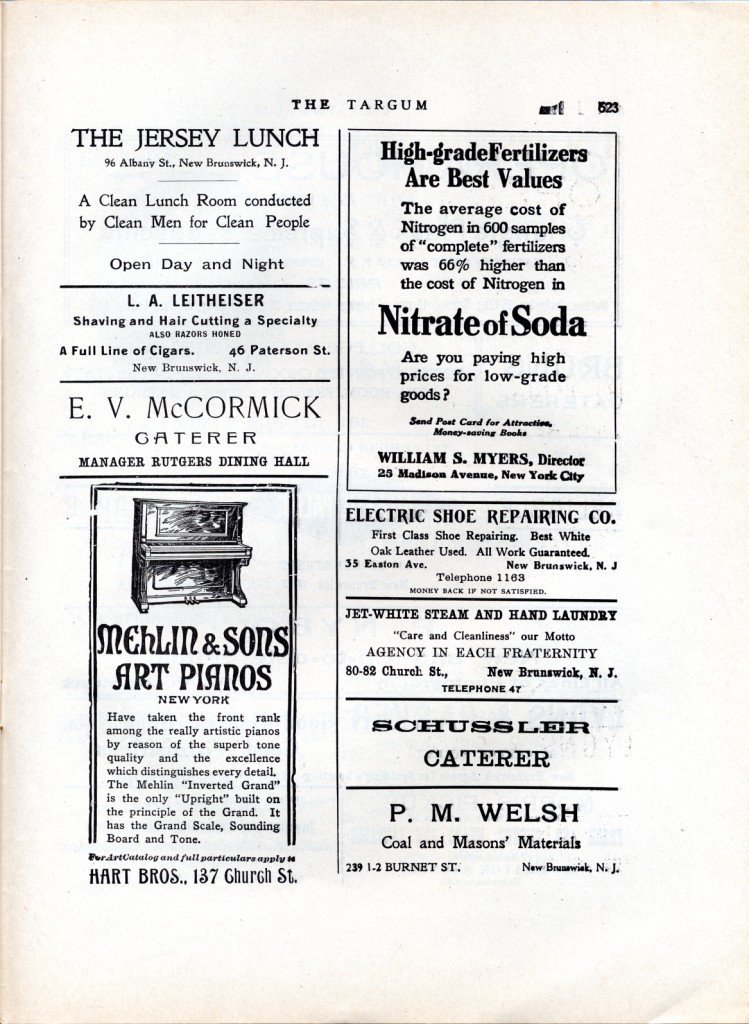 THE TARGUM
523
THE JERSEY LUNCH
96 Albany St., New Brunswick, N. J.
A Clean Lunch Room conducted
by Clean Men for Clean People
Open Day and Night
L. A. LEITHEISER
Shaving and Hair Cutting a Specialty
ALSO RAZORS HONED
A Full Line of Cigars. 46 Paterson St.
New Brunswick, N. J.
E. V. McCORMICK
CATERER
MANAGER RUTGERS DINING HALL
MEHLIN & SONS
ART PIANOS
NEW YORK
Have taken the front rank
among the really artistic pianos
by reason of the superb tone
quality and the excellence
which distinguishes every detail.
The Mehlin "Inverted Grand"
is the only "Upright" built on
the principle of the Grand. It
has the Grand Scale, Sounding
Board and Tone.
For Art Catalog and full particulars apply to
HART BROS., 137 Church St.
High-grade Fertilizers
Are Best Values
The average cost of
Nitrogen in 600 samples
of "complete" fertilizers
was 66% higher than
the cost of Nitrogen in
Nitrate of Soda
Are you paying high
prices for low-grade
goods?
Send Post Card for Attractive,
Money-saving Books
WILLIAM S. MYERS, Director
25 Madison Avenue, New York City
ELECTRIC SHOE REPAIRING CO.
First Class Shoe Repairing. Best White
Oak Leather Used. All Work Guaranteed.
35 Easton Ave. New Brunswick, N. J
Telephone 1163
MONEY BACK IF NOT SATISFIED.
JET-WHITE STEAM AND HAND LAUNDRY
"Care and Cleanliness" our Motto
AGENCY IN EACH FRATERNITY
80-82 Church St., New Brunswick, N. J.
TELEPHONE 47
SCHUSSLER
CATERER
P. M. WELSH
Coal and Masons' Materials
239 1-2 BURNET ST. New Brunswick, N. J.